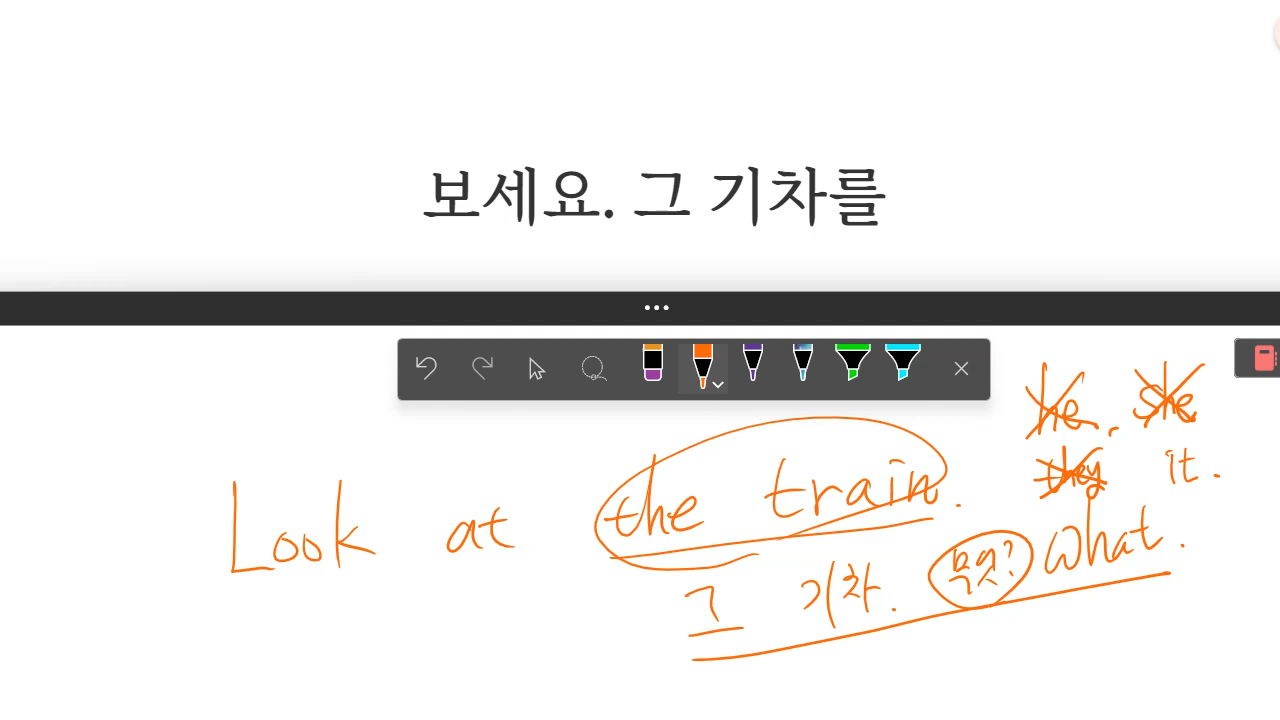 보세요. 그 기차를
he, she
they it.
Look at the train.
그 기차. 무엇? what.